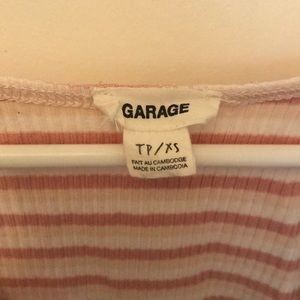 GARAGE
TP/XS
FAIT AU CAMBODGE
MADE IN CAMBODIA